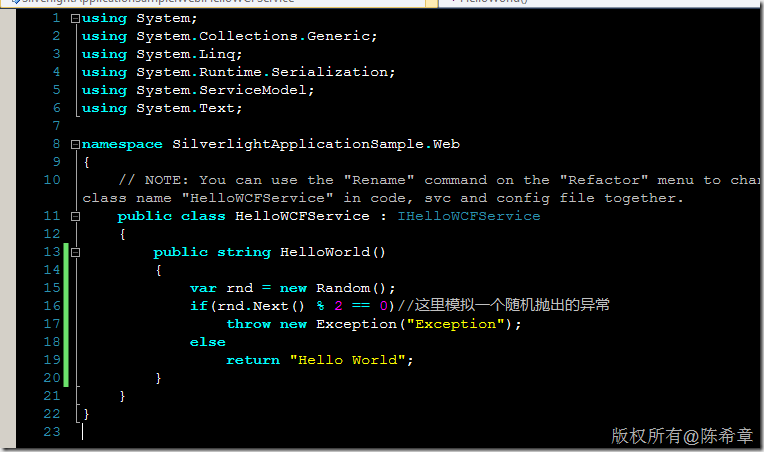 HelloWorld()
1 using System;
2 using System.Collections.Generic;
3 using System.Linq;
4 using System.Runtime.Serialization;
5 using System.ServiceModel;
6 using System.Text;
7
8 namespace SilverlightApplicationSample.Web
9 {
10 // NOTE: You can use the "Rename" command on the "Refactor" menu to
class name "HelloWCFService" in code, svc and config file together.
11 public class HelloWCFService : IHelloWCFService
12 {
13 public string HelloWorld()
14 {
15 var rnd = new Random();
16 if(rnd.Next() % 2 == 0)//这里模拟一个随机抛出的异常
17 throw new Exception("Exception");
18 else
19 return "Hello World";
20 }
21 }
22 }
23
版权所有@陈希章